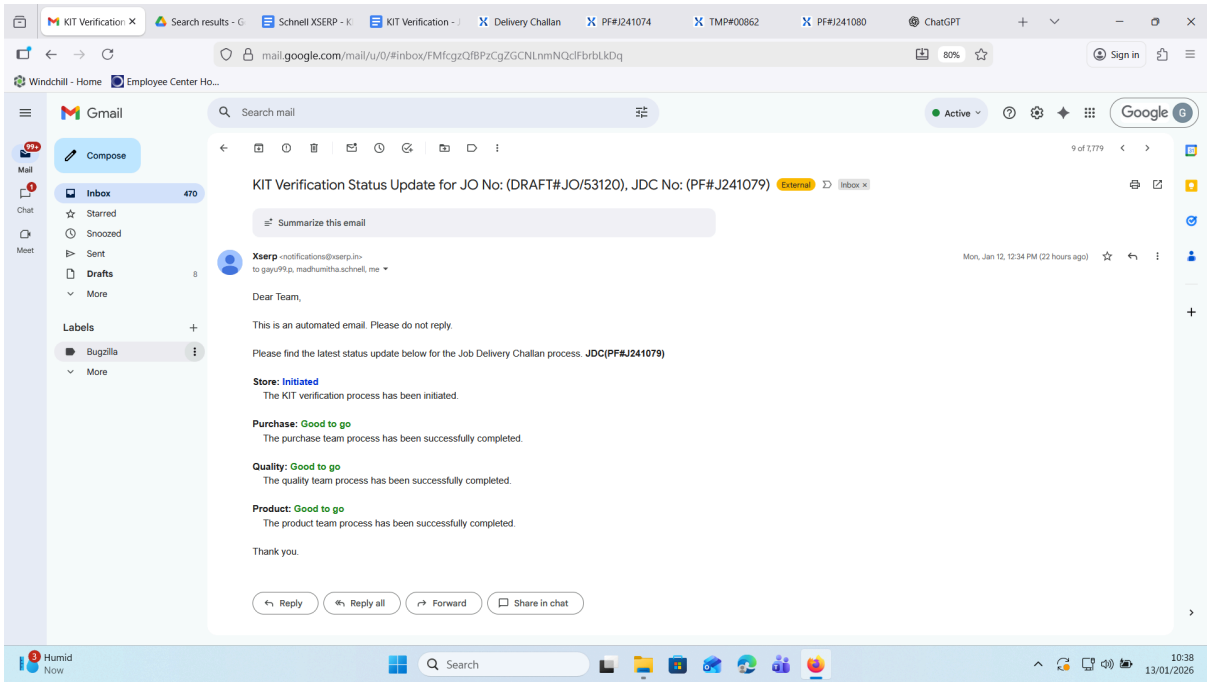 KIT Verification
Search results - G
Schnell XSERP - K
KIT Verification - J
Delivery Challan
PF#J241074
TMP#00862
PF#J241080
ChatGPT
mail.google.com/mail/u/0/#inbox/FMfcgzQfBPzCgZGCNLnmNQclFbrbLkDq
80%
Sign in
Windchill - Home
Employee Center Ho...
Gmail
Search mail
Active
Google
G
99+
Mail
1
Chat
Meet
Compose
Inbox 470
Starred
Snoozed
Sent
Drafts 8
More
Labels
Bugzilla
More
9 of 7,779
KIT Verification Status Update for JO No: (DRAFT#JO/53120), JDC No: (PF#J241079) External Inbox x
Summarize this email
Xserp <notifications@xserp.in>
Mon, Jan 12, 12:34 PM (22 hours ago)
to gayu99.p, madhumitha.schnell, me
Dear Team,
This is an automated email. Please do not reply.
Please find the latest status update below for the Job Delivery Challan process. JDC(PF#J241079)
Store: Initiated
The KIT verification process has been initiated.
Purchase: Good to go
The purchase team process has been successfully completed.
Quality: Good to go
The quality team process has been successfully completed.
Product: Good to go
The product team process has been successfully completed.
Thank you.
Reply
Reply all
Forward
Share in chat
3
Humid
Now
Search
10:38
13/01/2026